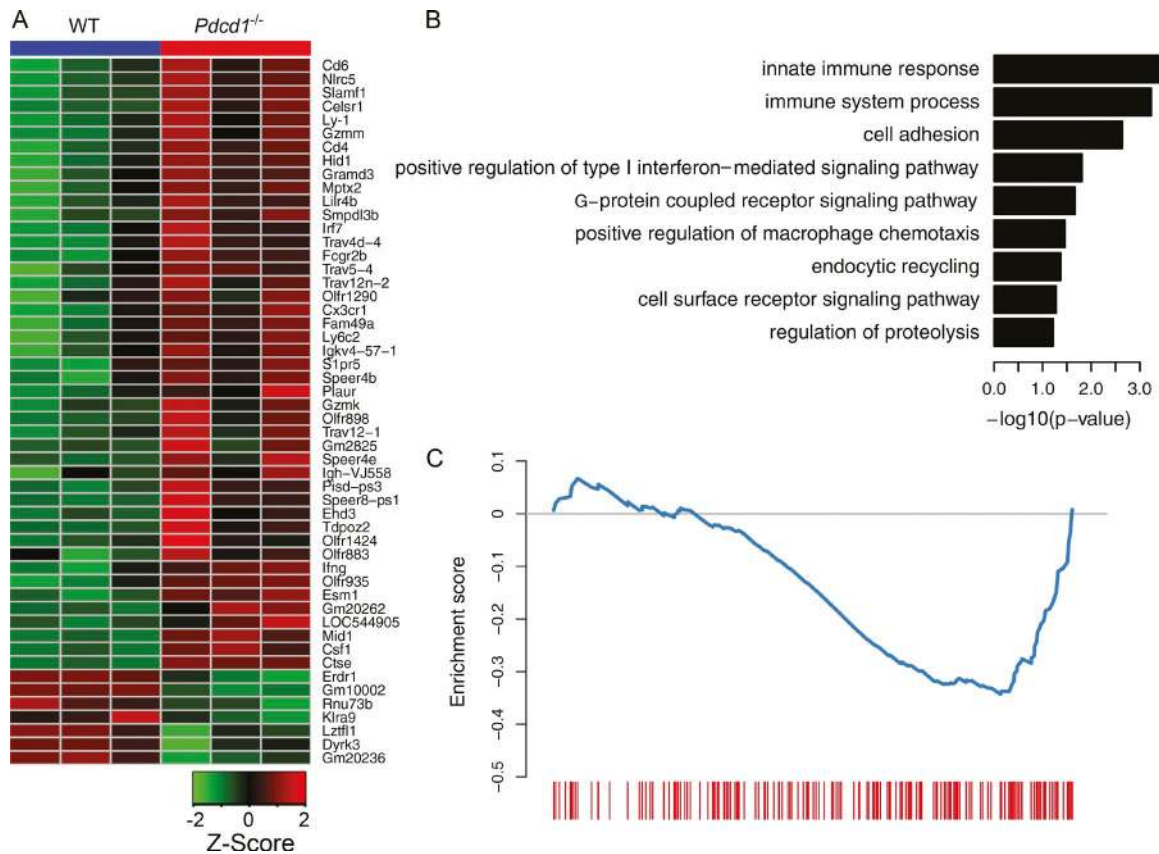 A
WT
Pdcd1-/-
Cd6
Nlrc5
Slamf1
Celsr1
Ly-1
Gzmm
Cd4
Hid1
Gramd3
Mptx2
Lilr4b
Smpdl3b
Irf7
Trav4d-4
Fcgr2b
Trav5-4
Trav12n-2
Olfr1290
Cx3cr1
Fam49a
Ly6c2
Igkv4-57-1
S1pr5
Speer4b
Plaur
Gzmk
Olfr898
Trav12-1
Gm2825
Speer4e
Igh-VJ558
Pisd-ps3
Speer8-ps1
Ehd3
Tdpoz2
Olfr1424
Olfr883
Ifng
Olfr935
Esm1
Gm20262
LOC544905
Mid1
Csf1
Ctse
Erdr1
Gm10002
Rnu73b
Klra9
Lztfl1
Dyrk3
Gm20236
-2 0 2
Z-Score
B
innate immune response
immune system process
cell adhesion
positive regulation of type I interferon-mediated signaling pathway
G-protein coupled receptor signaling pathway
positive regulation of macrophage chemotaxis
endocytic recycling
cell surface receptor signaling pathway
regulation of proteolysis
0.0 1.0 2.0 3.0
-log10(p-value)
C
Enrichment score
0.1
0
-0.1
-0.2
-0.3
-0.4
-0.5